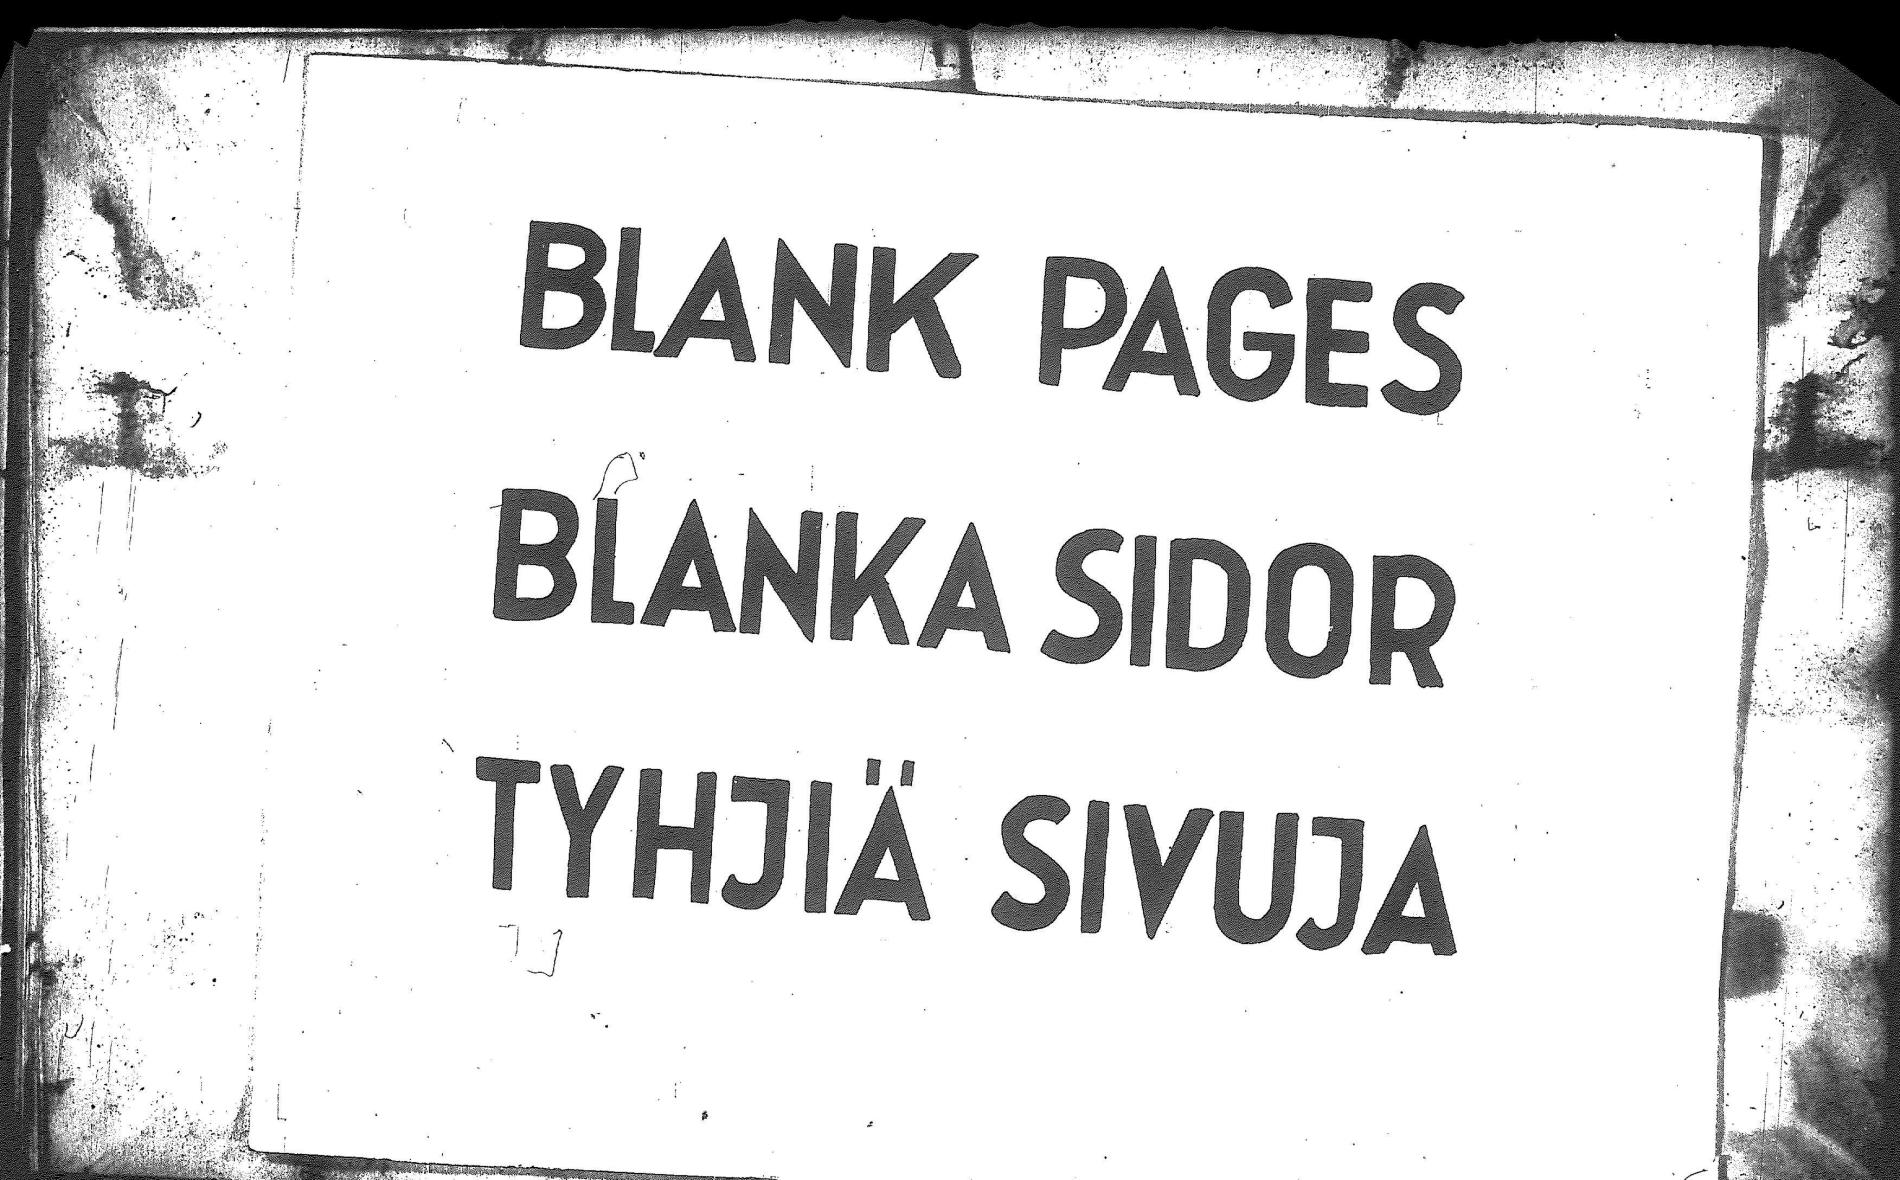 BLANK PAGES
BLANKA SIDOR
TYHJIÄ SIVUJA